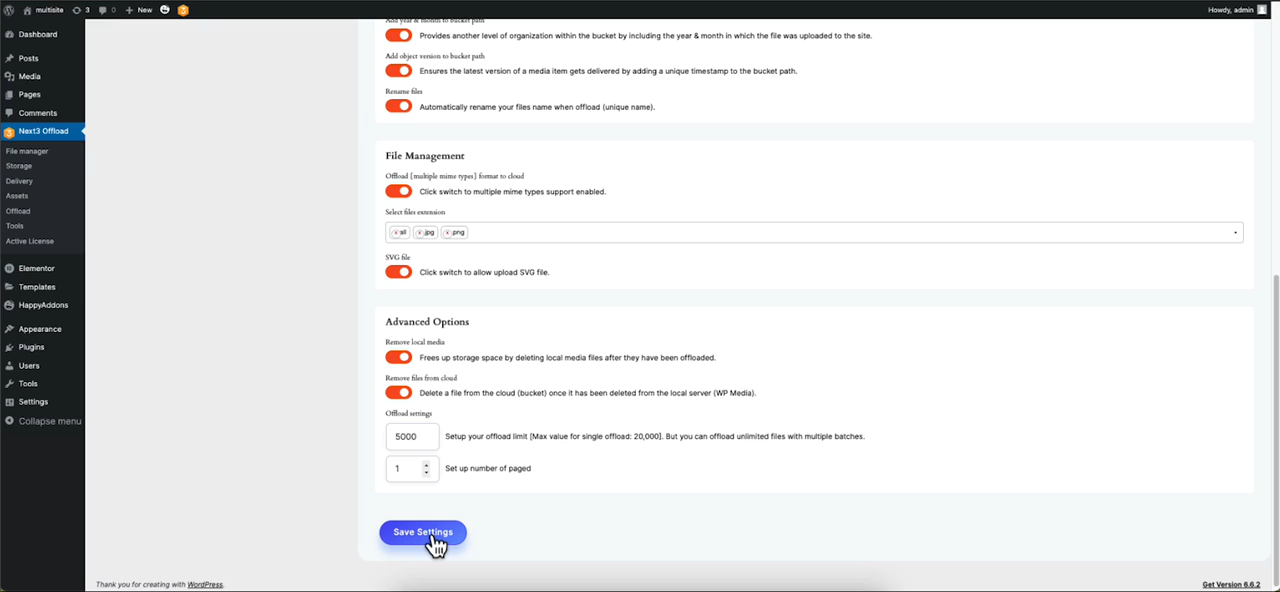 multisite 3 0 New
Howdy, admin
Dashboard
Posts
Media
Pages
Comments
Next3 Offload
File manager
Storage
Delivery
Assets
Offload
Tools
Active License
Elementor
Templates
HappyAddons
Appearance
Plugins
Users
Tools
Settings
Collapse menu
Add year & month to bucket path
Provides another level of organization within the bucket by including the year & month in which the file was uploaded to the site.
Add object version to bucket path
Ensures the latest version of a media item gets delivered by adding a unique timestamp to the bucket path.
Rename files
Automatically rename your files name when offload (unique name).
File Management
Offload [multiple mime types] format to cloud
Click switch to multiple mime types support enabled.
Select files extension
× all × .jpg × .png
SVG file
Click switch to allow upload SVG file.
Advanced Options
Remove local media
Frees up storage space by deleting local media files after they have been offloaded.
Remove files from cloud
Delete a file from the cloud (bucket) once it has been deleted from the local server (WP Media).
Offload settings
5000 Setup your offload limit [Max value for single offload: 20,000]. But you can offload unlimited files with multiple batches.
1 Set up number of paged
Save Settings
Thank you for creating with WordPress.
Get Version 6.6.2